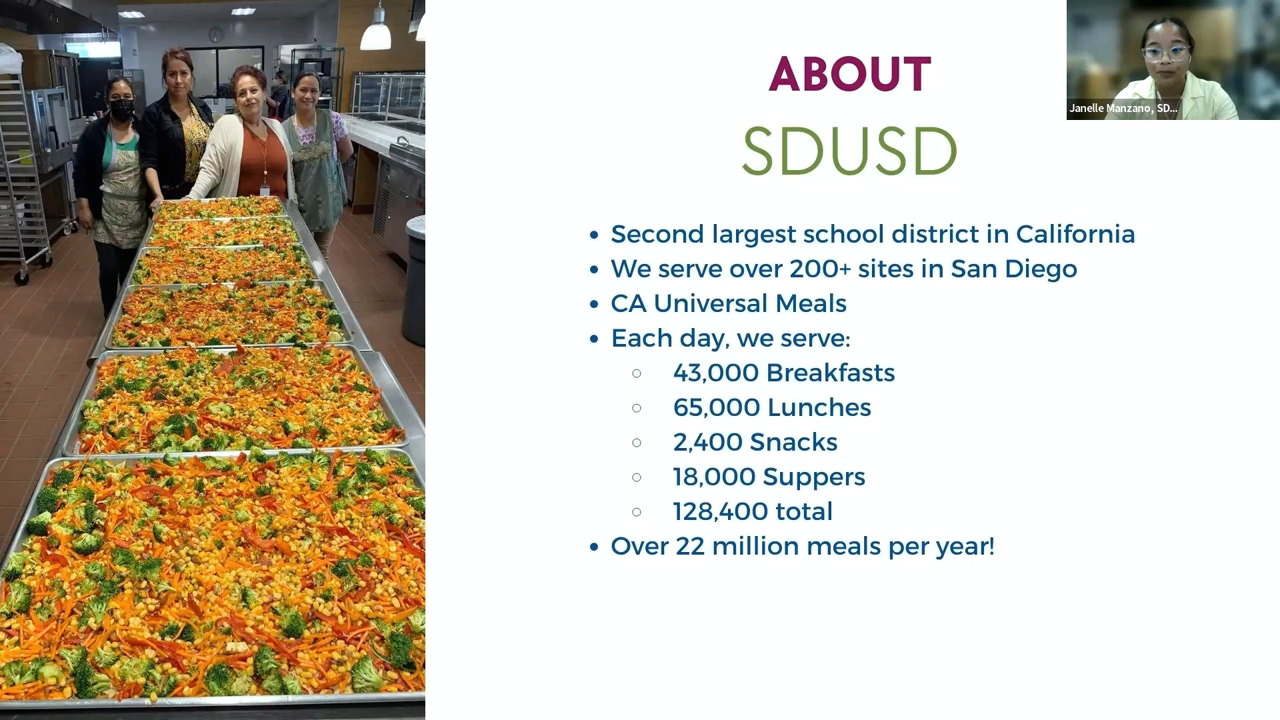 ABOUT
SDUSD
Janelle Manzano, SD...
• Second largest school district in California
• We serve over 200+ sites in San Diego
• CA Universal Meals
• Each day, we serve:
○ 43,000 Breakfasts
○ 65,000 Lunches
○ 2,400 Snacks
○ 18,000 Suppers
○ 128,400 total
• Over 22 million meals per year!